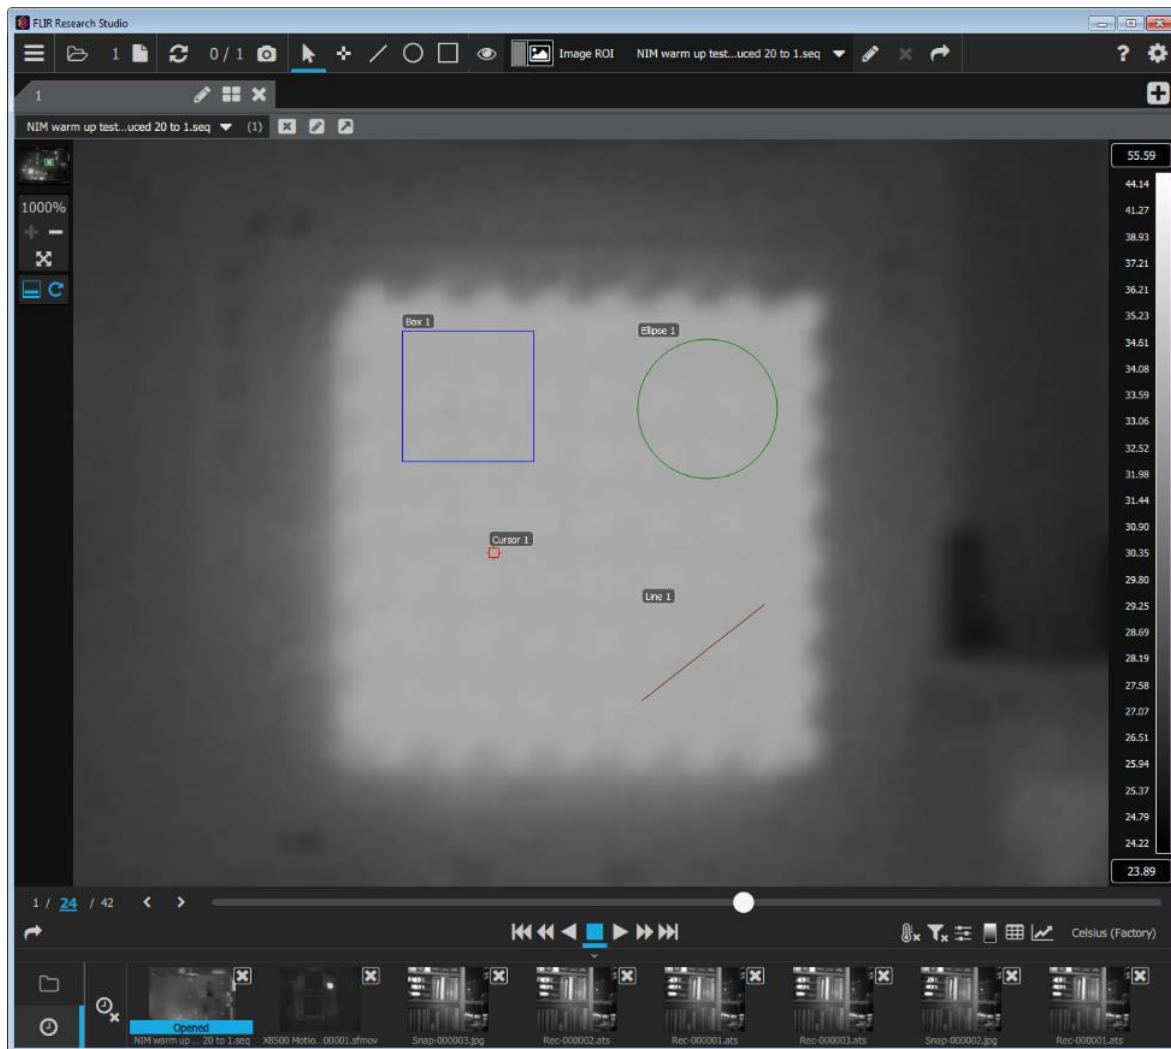 FLIR Research Studio
1 0 / 1 Image ROI NIM warm up test...uced 20 to 1.seq ?
1
NIM warm up test...uced 20 to 1.seq (1)
55.59
1000%
44.14
41.27
38.93
37.21
36.21
35.23
34.61
34.08
33.59
33.06
32.52
31.98
31.44
30.90
30.35
29.80
29.25
28.69
28.19
27.58
27.07
26.51
25.94
25.37
24.79
24.22
23.89
Box 1
Ellipse 1
Cursor 1
Line 1
1 / 24 / 42
Celsius (Factory)
Opened
NIM warm up ... 20 to 1.seq X8500 Motio...00001.sfmov Snap-000003.jpg Rec-000002.ats Rec-000001.ats Rec-000003.ats Snap-000002.jpg Rec-000001.ats